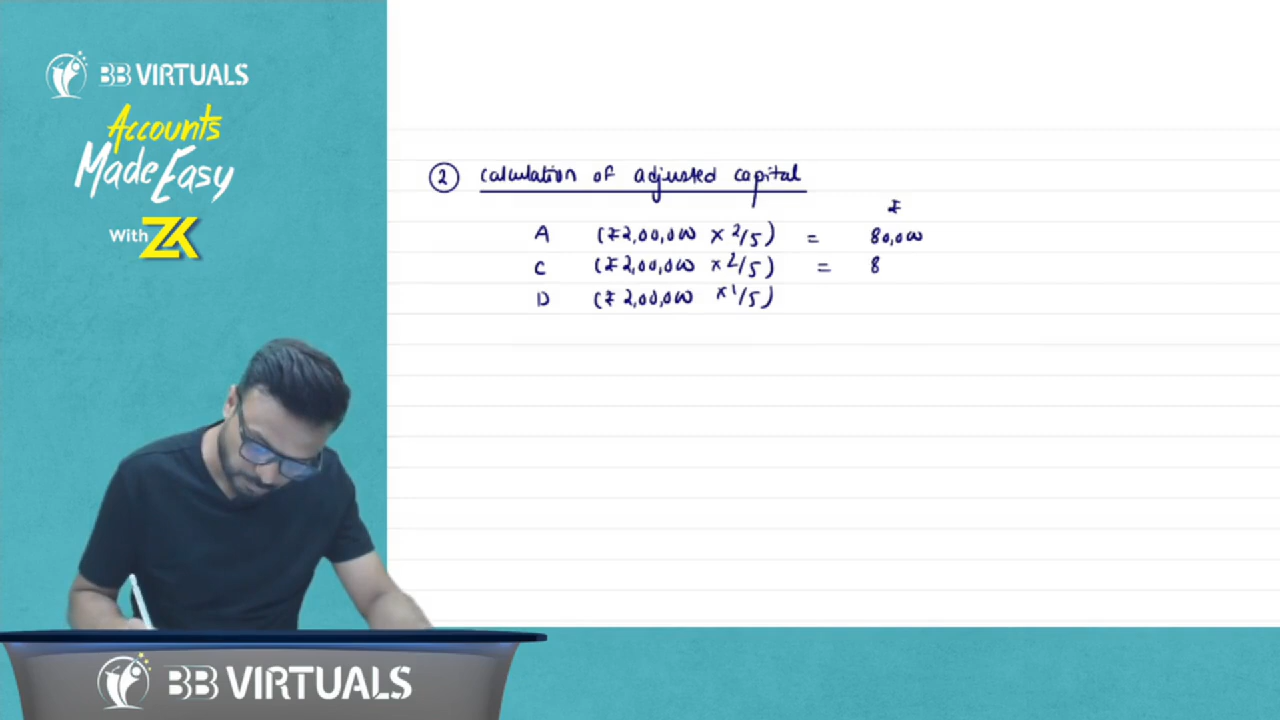 BB VIRTUALS
Accounts
Made Easy
With ZK
② Calculation of adjusted capital
₹
A (₹2,00,000 × 2/5) = 80,000
C (₹2,00,000 × 2/5) = 8
D (₹2,00,000 × 1/5)
BB VIRTUALS